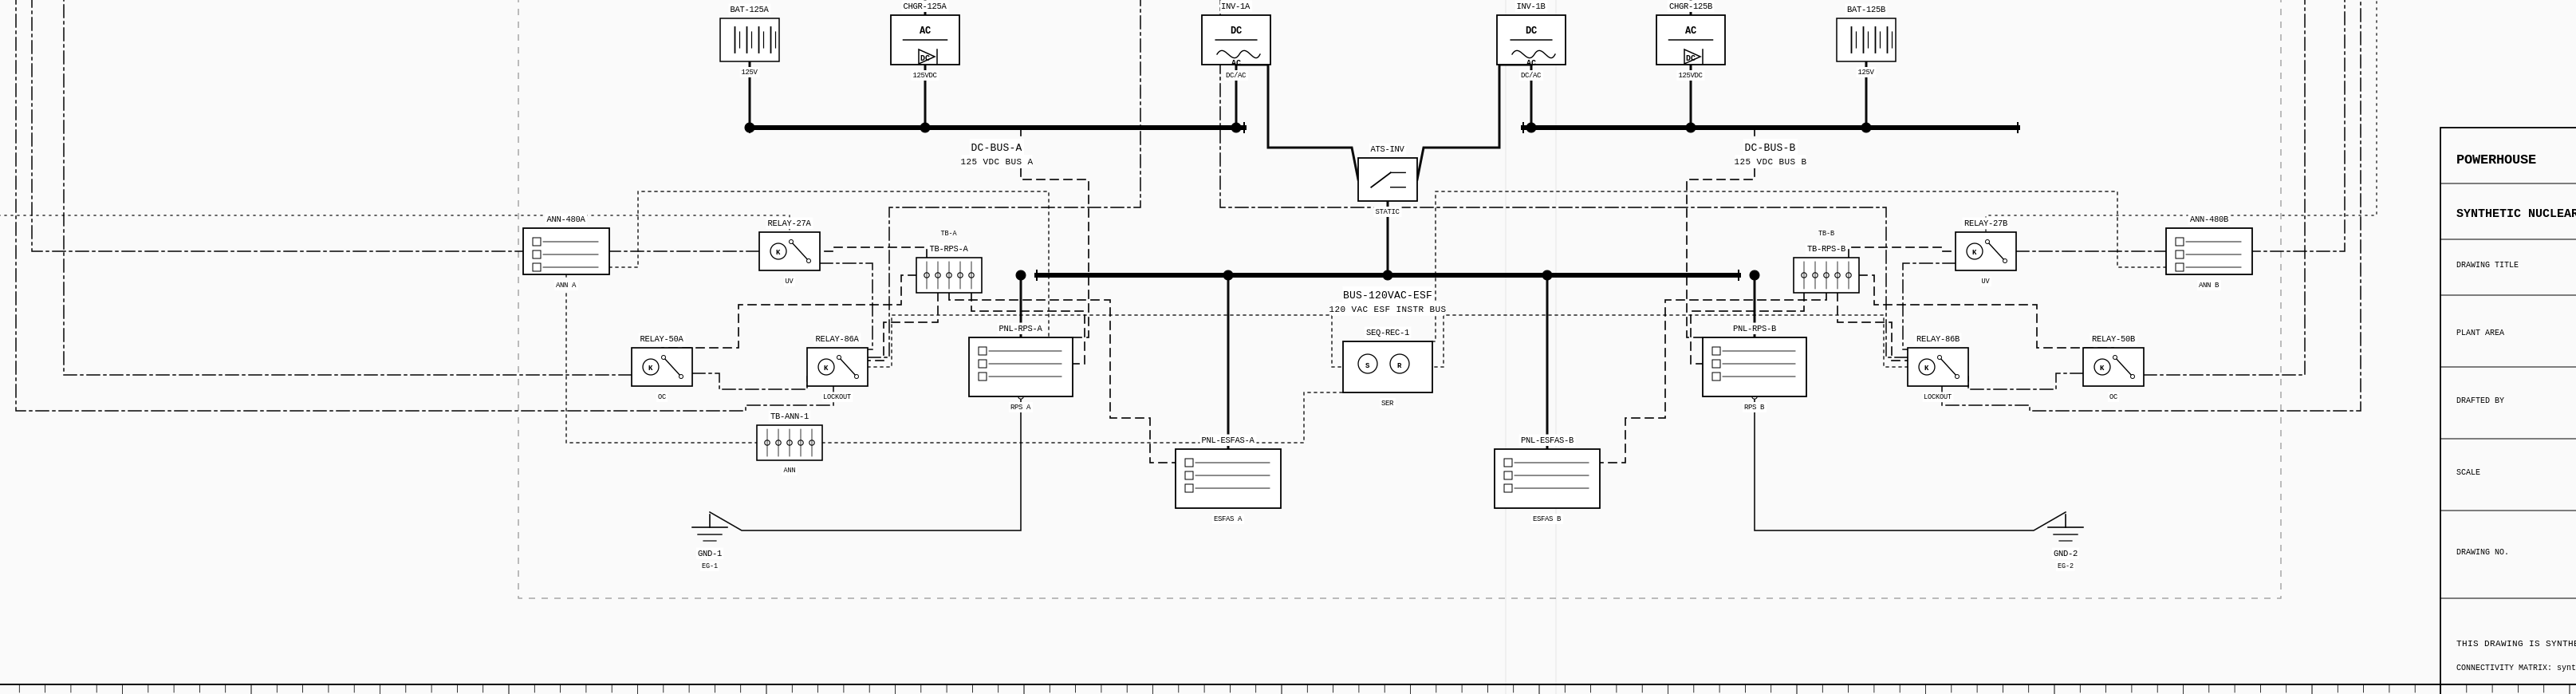 BAT-125A
CHGR-125A
INV-1A
INV-1B
CHGR-125B
BAT-125B
AC
DC
DC
AC
DC
AC
AC
DC
125V
125VDC
DC/AC
DC/AC
125VDC
125V
DC-BUS-A
125 VDC BUS A
ATS-INV
DC-BUS-B
125 VDC BUS B
STATIC
ANN-480A
RELAY-27A
TB-A
TB-RPS-A
TB-B
TB-RPS-B
RELAY-27B
ANN-480B
K
K
ANN A
UV
UV
ANN B
BUS-120VAC-ESF
120 VAC ESF INSTR BUS
RELAY-50A
RELAY-86A
PNL-RPS-A
SEQ-REC-1
PNL-RPS-B
RELAY-86B
RELAY-50B
K
K
S
R
K
K
OC
LOCKOUT
RPS A
SER
RPS B
LOCKOUT
OC
TB-ANN-1
ANN
PNL-ESFAS-A
PNL-ESFAS-B
ESFAS A
ESFAS B
GND-1
EG-1
GND-2
EG-2
POWERHOUSE
SYNTHETIC NUCLEAR
DRAWING TITLE
PLANT AREA
DRAFTED BY
SCALE
DRAWING NO.
THIS DRAWING IS SYNTHE
CONNECTIVITY MATRIX: synt